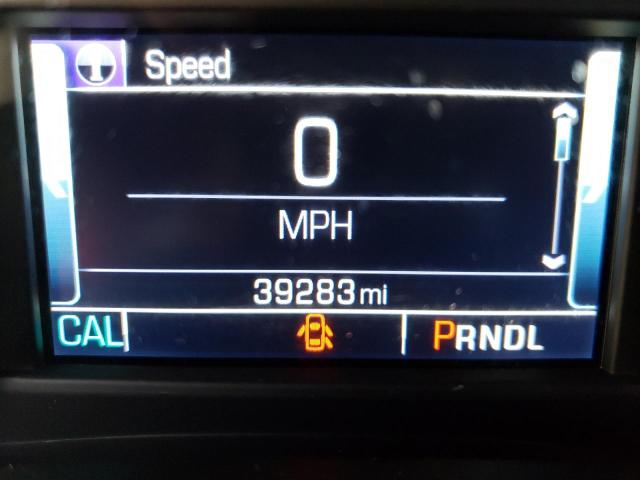 Speed
0
MPH
39283 mi
CAL PRNDL